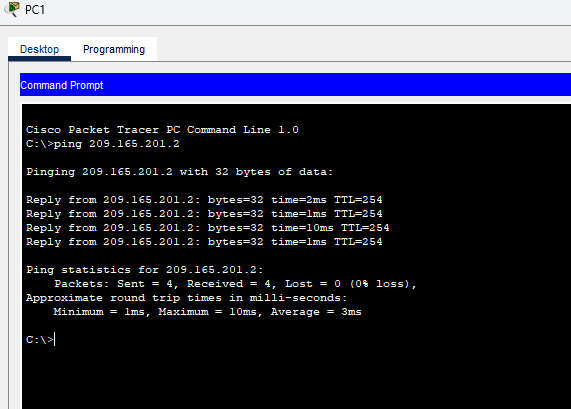 PC1
Desktop Programming
Command Prompt
Cisco Packet Tracer PC Command Line 1.0
C:\>ping 209.165.201.2
Pinging 209.165.201.2 with 32 bytes of data:
Reply from 209.165.201.2: bytes=32 time=2ms TTL=254
Reply from 209.165.201.2: bytes=32 time=1ms TTL=254
Reply from 209.165.201.2: bytes=32 time=10ms TTL=254
Reply from 209.165.201.2: bytes=32 time=1ms TTL=254
Ping statistics for 209.165.201.2:
Packets: Sent = 4, Received = 4, Lost = 0 (0% loss),
Approximate round trip times in milli-seconds:
Minimum = 1ms, Maximum = 10ms, Average = 3ms
C:\>